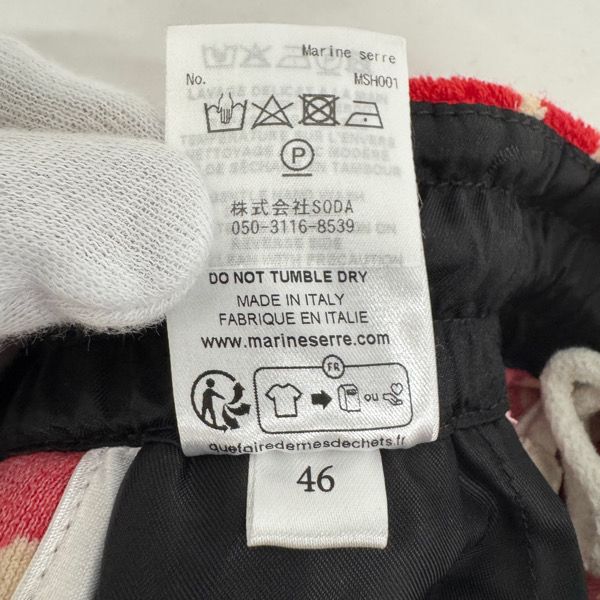 Marine serre
No. MSH001
P
株式会社SODA
050-3116-8539
DO NOT TUMBLE DRY
MADE IN ITALY
FABRIQUE EN ITALIE
www.marineserre.com
FR
ou
quefairedemesdechets.fr
46